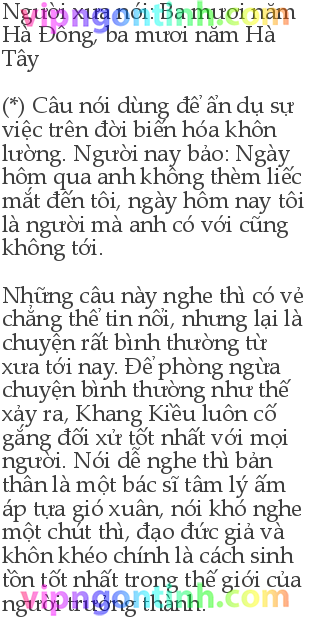 Người xưa nói: Ba mươi năm
Hà Đông, ba mươi năm Hà
Tây
(*) Câu nói dùng để ẩn dụ sự
việc trên đời biến hóa khôn
lường. Người nay bảo: Ngày
hôm qua anh không thèm liếc
mắt đến tôi, ngày hôm nay tôi
là người mà anh có với cũng
không tới.
Những câu này nghe thì có vẻ
chẳng thể tin nổi, nhưng lại là
chuyện rất bình thường từ
xưa tới nay. Để phòng ngừa
chuyện bình thường như thế
xảy ra, Khang Kiều luôn cố
gắng đối xử tốt nhất với mọi
người. Nói dễ nghe thì bản
thân là một bác sĩ tâm lý ấm
áp tựa gió xuân, nói khó nghe
một chút thì, đạo đức giả và
khôn khéo chính là cách sinh
tồn tốt nhất trong thế giới của
người trưởng thành.
vipngontinh.com
vipngontinh.com